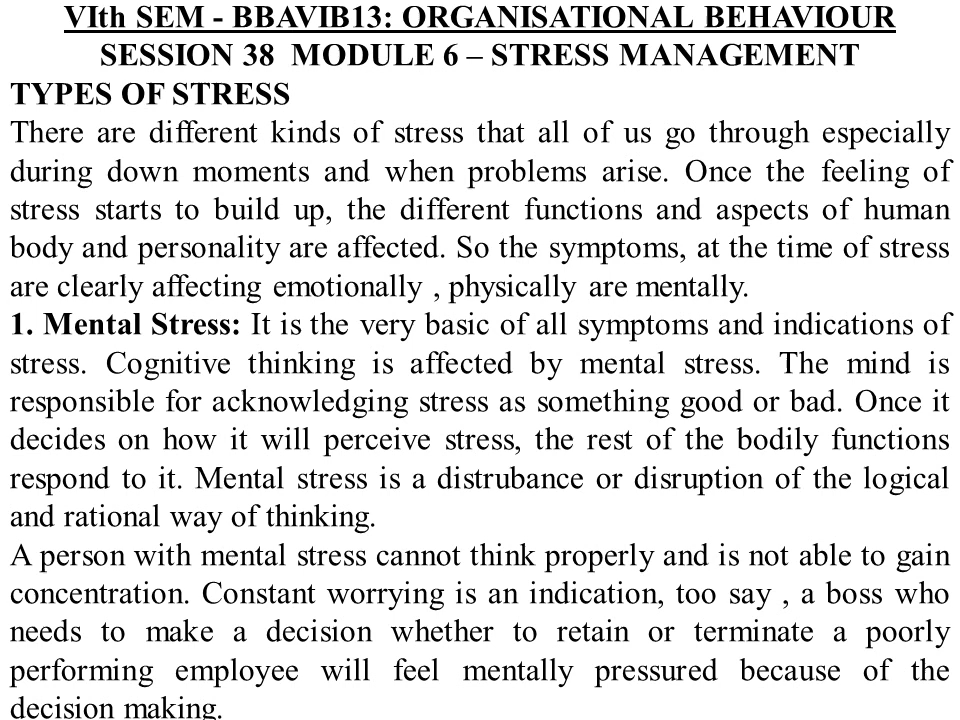 VIth SEM - BBAVIB13: ORGANISATIONAL BEHAVIOUR
SESSION 38 MODULE 6 – STRESS MANAGEMENT
TYPES OF STRESS
There are different kinds of stress that all of us go through especially
during down moments and when problems arise. Once the feeling of
stress starts to build up, the different functions and aspects of human
body and personality are affected. So the symptoms, at the time of stress
are clearly affecting emotionally , physically are mentally.
1. Mental Stress: It is the very basic of all symptoms and indications of
stress. Cognitive thinking is affected by mental stress. The mind is
responsible for acknowledging stress as something good or bad. Once it
decides on how it will perceive stress, the rest of the bodily functions
respond to it. Mental stress is a distrubance or disruption of the logical
and rational way of thinking.
A person with mental stress cannot think properly and is not able to gain
concentration. Constant worrying is an indication, too say , a boss who
needs to make a decision whether to retain or terminate a poorly
performing employee will feel mentally pressured because of the
decision making.